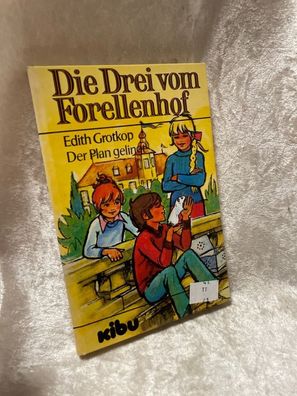 Die Drei vom
Forellenhof
Edith Grotkop
Der Plan gelin
kibu